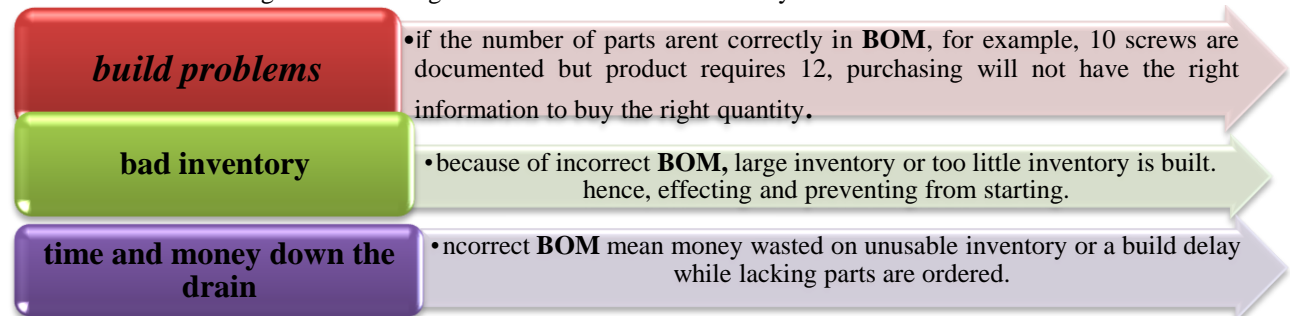 build problems
•if the number of parts arent correctly in BOM, for example, 10 screws are
documented but product requires 12, purchasing will not have the right
information to buy the right quantity.
bad inventory
•because of incorrect BOM, large inventory or too little inventory is built.
hence, effecting and preventing from starting.
time and money down the
drain
•ncorrect BOM mean money wasted on unusable inventory or a build delay
while lacking parts are ordered.